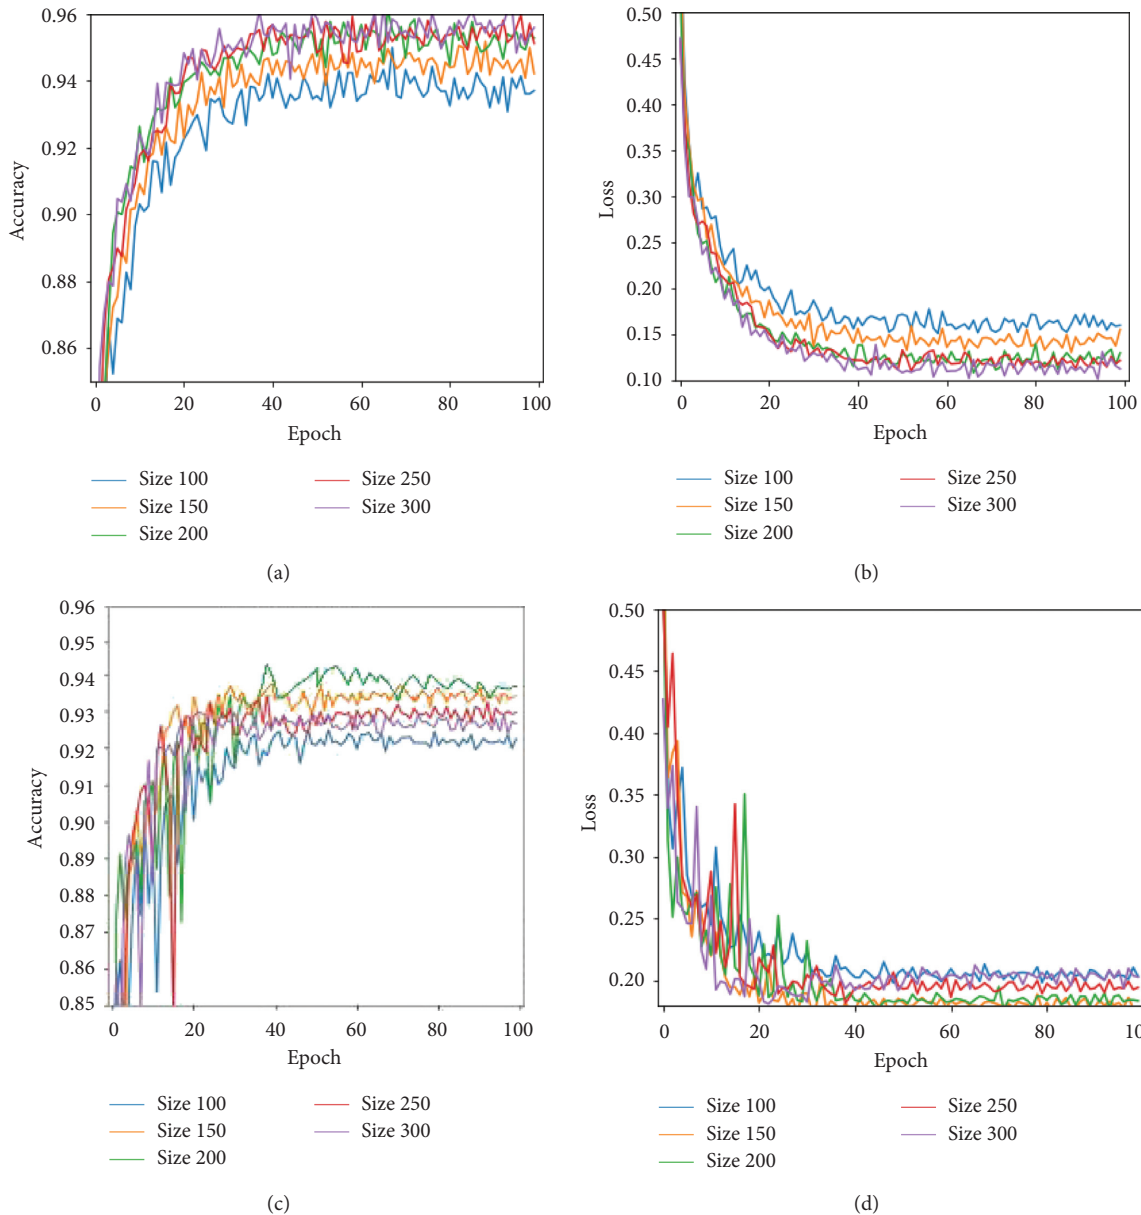 0.96
0.94
0.92
0.90
0.88
0.86
Accuracy
0 20 40 60 80 100
Epoch
Size 100 Size 250
Size 150 Size 300
Size 200
(a)
0.50
0.45
0.40
0.35
0.30
0.25
0.20
0.15
0.10
Loss
0 20 40 60 80 100
Epoch
Size 100 Size 250
Size 150 Size 300
Size 200
(b)
0.96
0.95
0.94
0.93
0.92
0.91
0.90
0.89
0.88
0.87
0.86
0.85
Accuracy
0 20 40 60 80 100
Epoch
Size 100 Size 250
Size 150 Size 300
Size 200
(c)
0.50
0.45
0.40
0.35
0.30
0.25
0.20
Loss
0 20 40 60 80 10
Epoch
Size 100 Size 250
Size 150 Size 300
Size 200
(d)